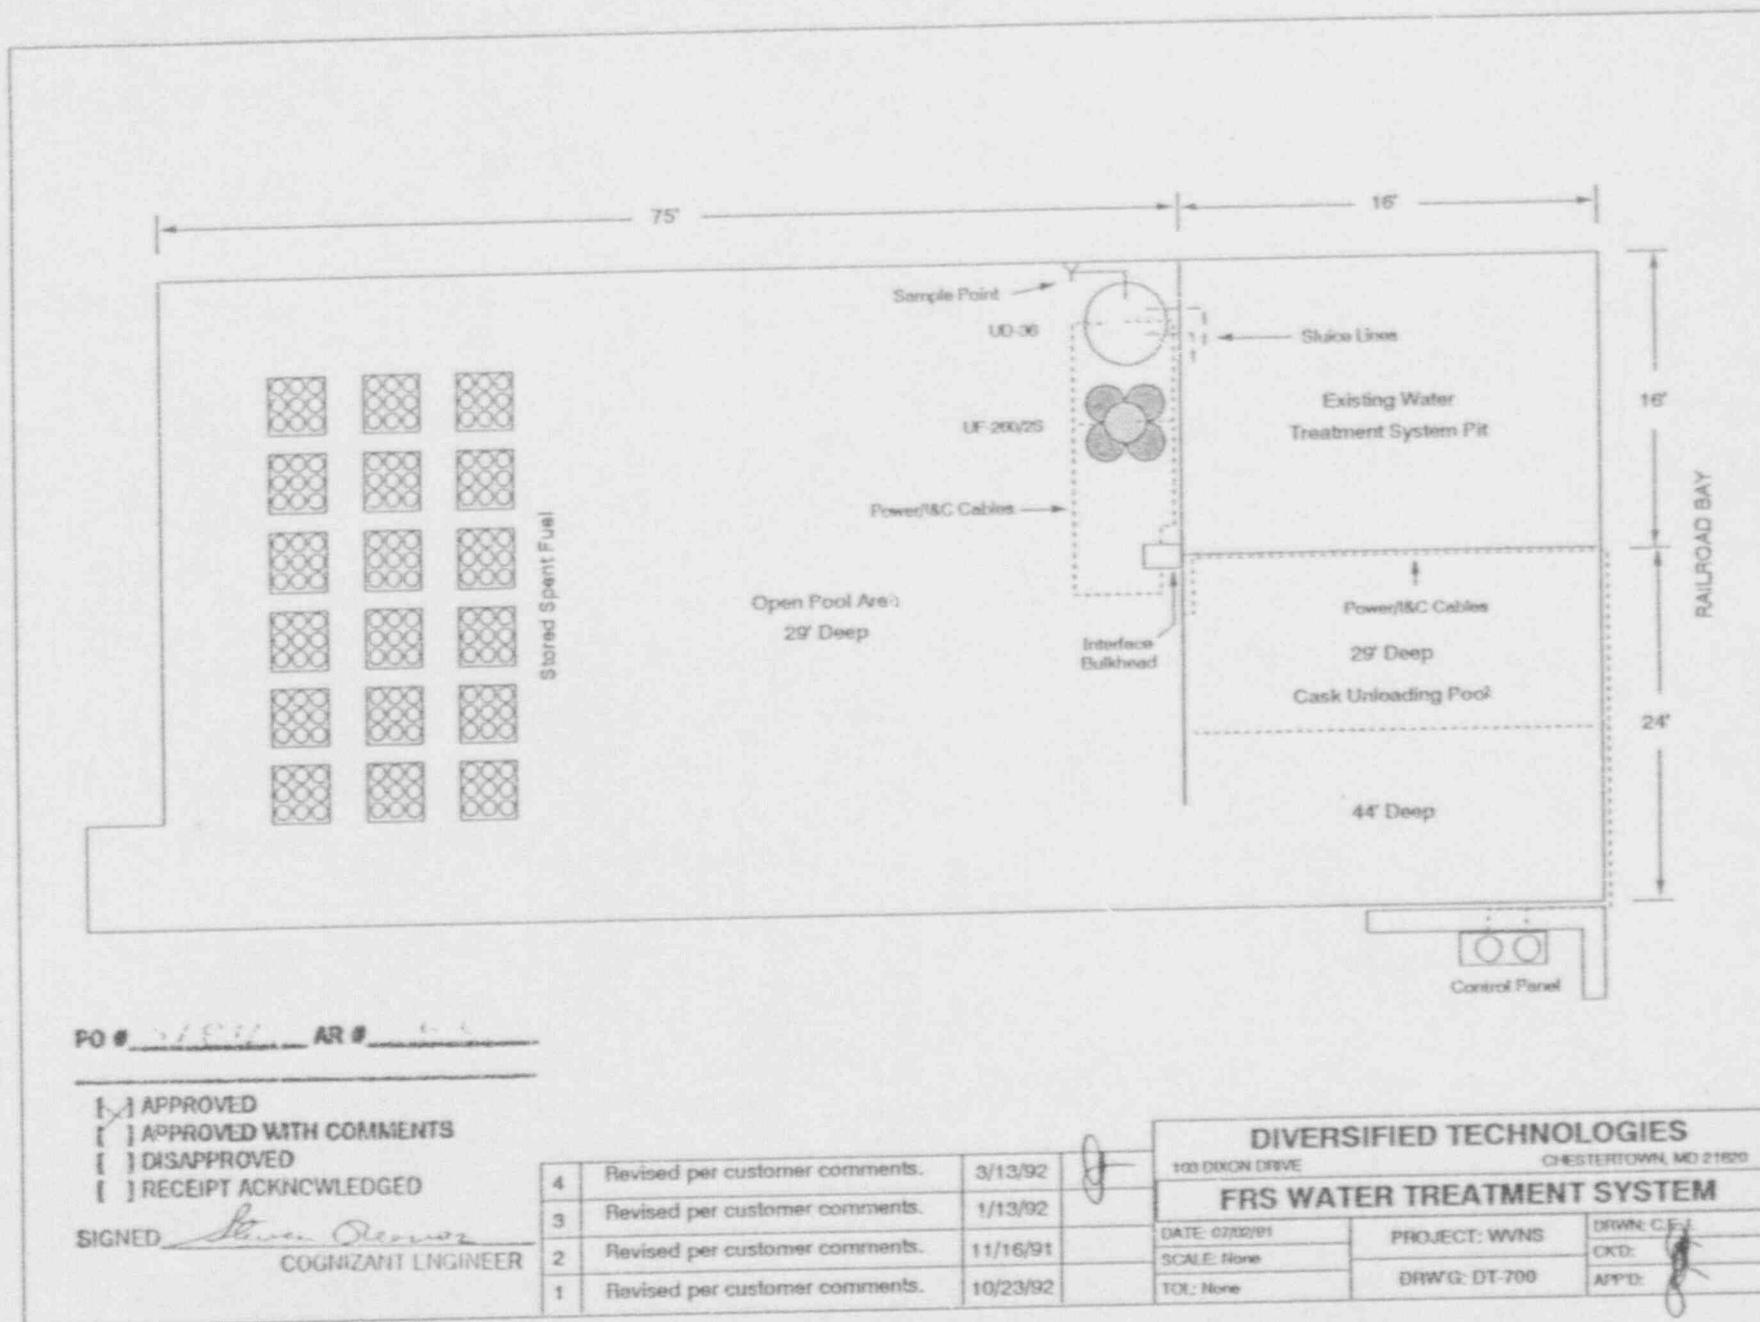 75'
16'
Sample Point
UD-36
Sluice Lines
Existing Water
Treatment System Pit
16'
UF-260/2S
Power/I&C Cables
RAILROAD BAY
Stored Spent Fuel
Open Pool Area
29' Deep
Interface
Bulkhead
Power/I&C Cables
29' Deep
Cask Unloading Pool
24'
44' Deep
Control Panel
PO # AR #
[ ] APPROVED
[ ] APPROVED WITH COMMENTS
[ ] DISAPPROVED
[ ] RECEIPT ACKNOWLEDGED
SIGNED
COGNIZANT ENGINEER
4 Revised per customer comments. 3/13/92
3 Revised per customer comments. 1/13/92
2 Revised per customer comments. 11/16/91
1 Revised per customer comments. 10/23/92
DIVERSIFIED TECHNOLOGIES
103 DIXON DRIVE CHESTERTOWN, MD 21620
FRS WATER TREATMENT SYSTEM
DATE: 07/02/91
SCALE: None
TOL: None
PROJECT: WVNS
DRW'G: DT-700
DRWN: C.E.J.
CK'D:
APP'D: